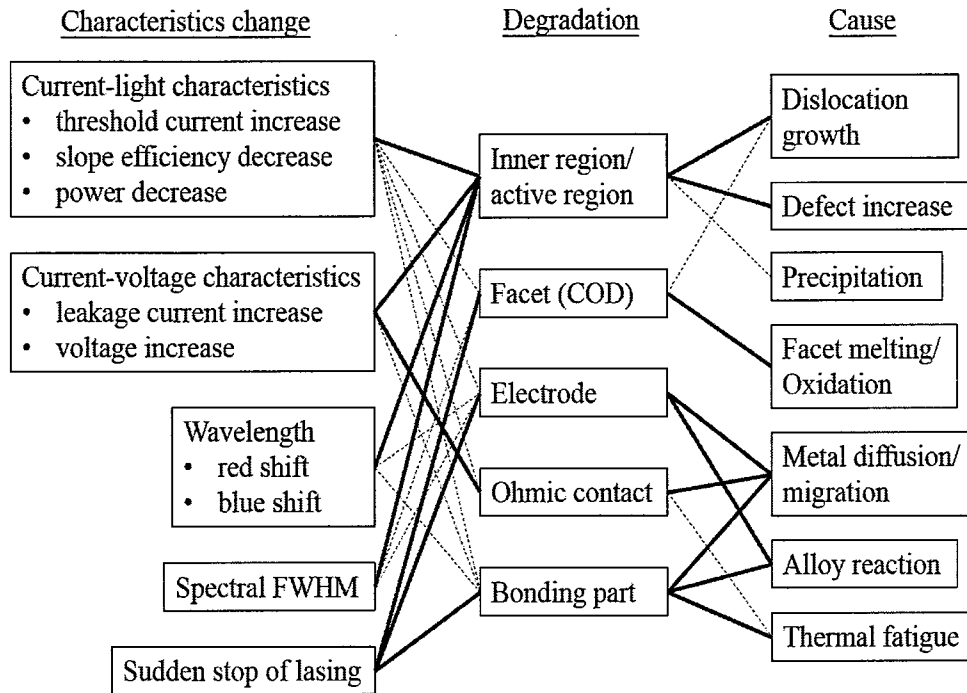 Characteristics change
Degradation
Cause
Current-light characteristics
• threshold current increase
• slope efficiency decrease
• power decrease
Current-voltage characteristics
• leakage current increase
• voltage increase
Wavelength
• red shift
• blue shift
Spectral FWHM
Sudden stop of lasing
Inner region/
active region
Facet (COD)
Electrode
Ohmic contact
Bonding part
Dislocation
growth
Defect increase
Precipitation
Facet melting/
Oxidation
Metal diffusion/
migration
Alloy reaction
Thermal fatigue